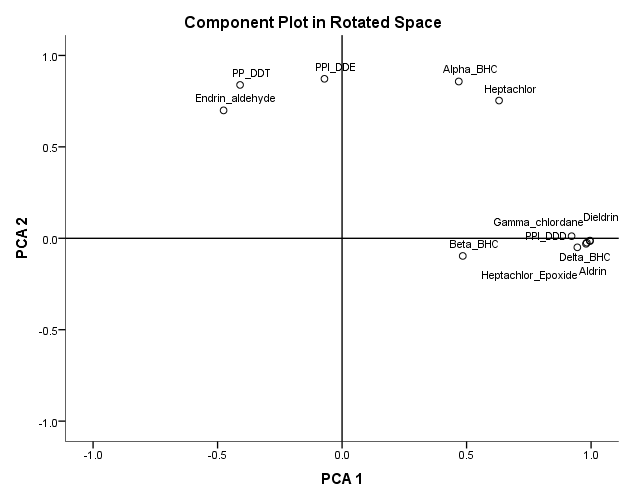 Component Plot in Rotated Space
1.0
PPI_DDE
PP_DDT
Alpha_BHC
Heptachlor
Endrin_aldehyde
0.5
PCA 2
Dieldrin
Gamma_chlordane
0.0
PPI_DDD
Beta_BHC
Delta_BHC
Heptachlor_Epoxide
Aldrin
-0.5
-1.0
-1.0 -0.5 0.0 0.5 1.0
PCA 1